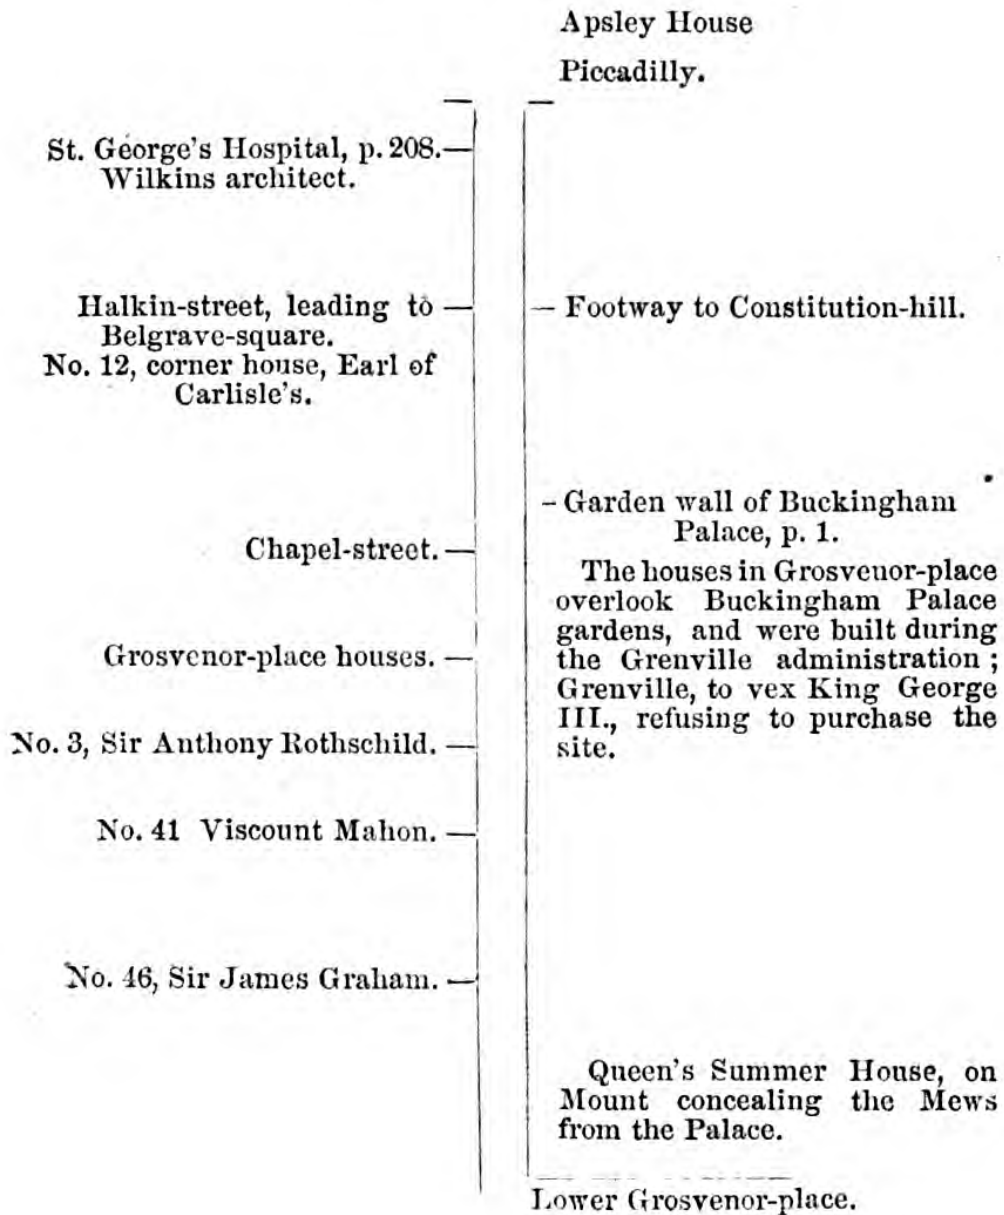 Apsley House
Piccadilly.
St. George's Hospital, p. 208.
Wilkins architect.
Halkin-street, leading to
Belgrave-square.
No. 12, corner house, Earl of
Carlisle's.
Footway to Constitution-hill.
Garden wall of Buckingham
Palace, p. 1.
Chapel-street.
The houses in Grosvenor-place
overlook Buckingham Palace
gardens, and were built during
the Grenville administration ;
Grenville, to vex King George
III., refusing to purchase the
site.
Grosvenor-place houses.
No. 3, Sir Anthony Rothschild.
No. 41 Viscount Mahon.
No. 46, Sir James Graham.
Queen's Summer House, on
Mount concealing the Mews
from the Palace.
Lower Grosvenor-place.